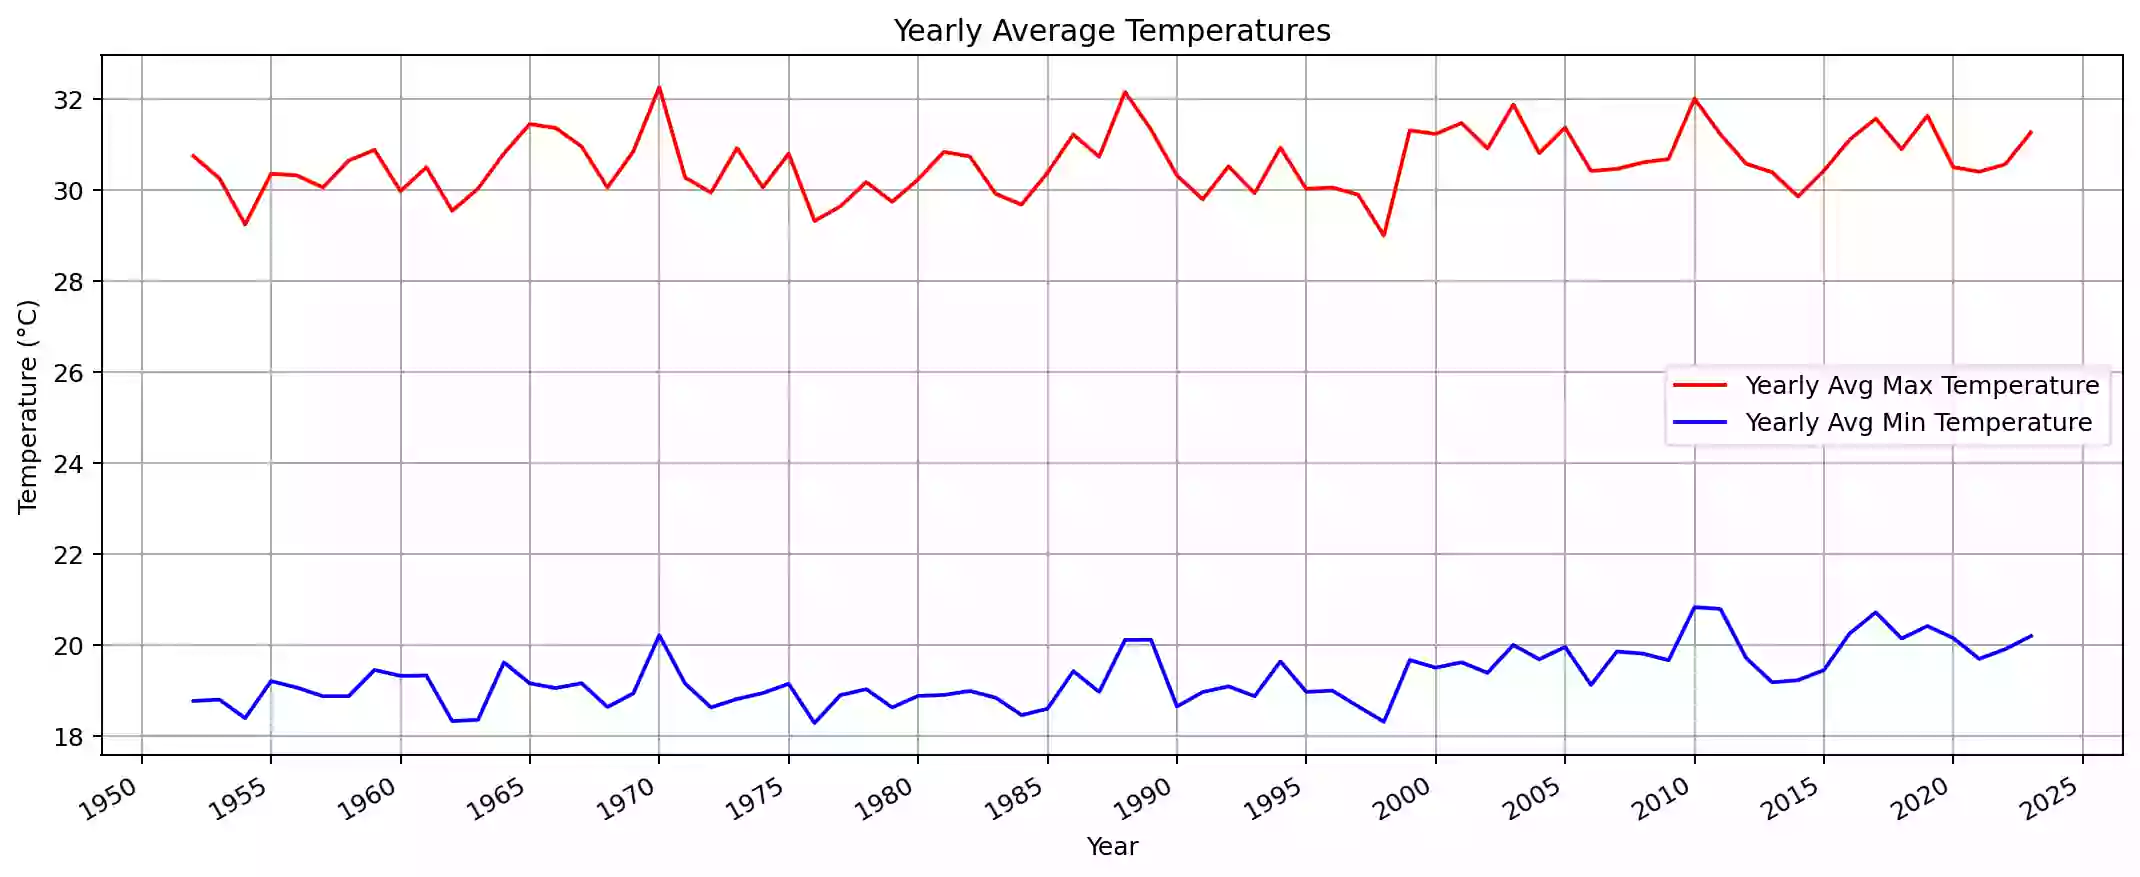 Yearly Average Temperatures
32
30
28
26
24
22
20
18
Temperature (°C)
Yearly Avg Max Temperature
Yearly Avg Min Temperature
1950 1955 1960 1965 1970 1975 1980 1985 1990 1995 2000 2005 2010 2015 2020 2025
Year